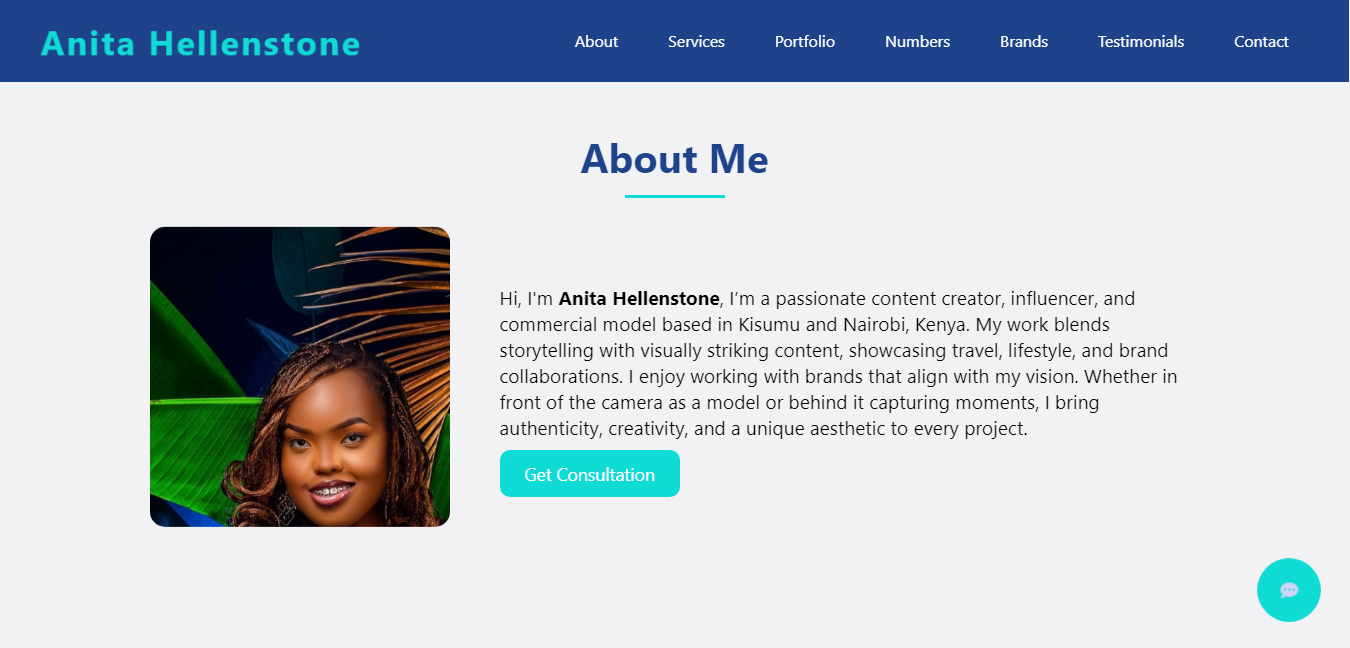 Anita Hellenstone
About
Services
Portfolio
Numbers
Brands
Testimonials
Contact
About Me
Hi, I'm Anita Hellenstone, I’m a passionate content creator, influencer, and
commercial model based in Kisumu and Nairobi, Kenya. My work blends
storytelling with visually striking content, showcasing travel, lifestyle, and brand
collaborations. I enjoy working with brands that align with my vision. Whether in
front of the camera as a model or behind it capturing moments, I bring
authenticity, creativity, and a unique aesthetic to every project.
Get Consultation